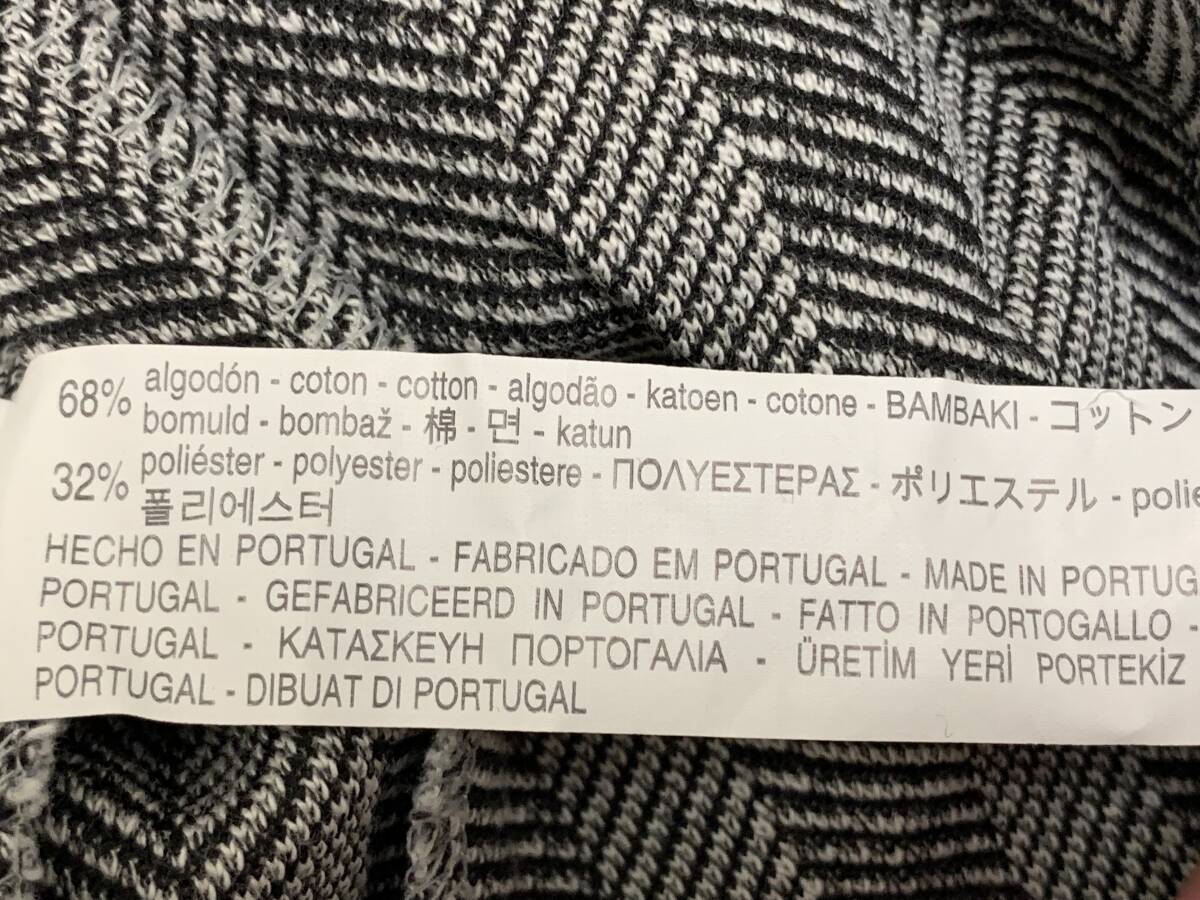 68% algodón - coton - cotton - algodão - katoen - cotone - BAMBAKI - コットン
bomuld - bombaž - 棉 - 면 - katun
32% poliéster - polyester - poliestere - ΠΟΛΥΕΣΤΕΡΑΣ - ポリエステル -
폴리에스터
HECHO EN PORTUGAL - FABRICADO EM PORTUGAL - MADE IN
PORTUGAL - GEFABRICEERD IN PORTUGAL - FATTO IN PORTOGALLO -
PORTUGAL - ΚΑΤΑΣΚΕΥΗ ΠΟΡΤΟΓΑΛΙΑ - ÜRETİM YERİ PORTEKİZ
PORTUGAL - DIBUAT DI PORTUGAL